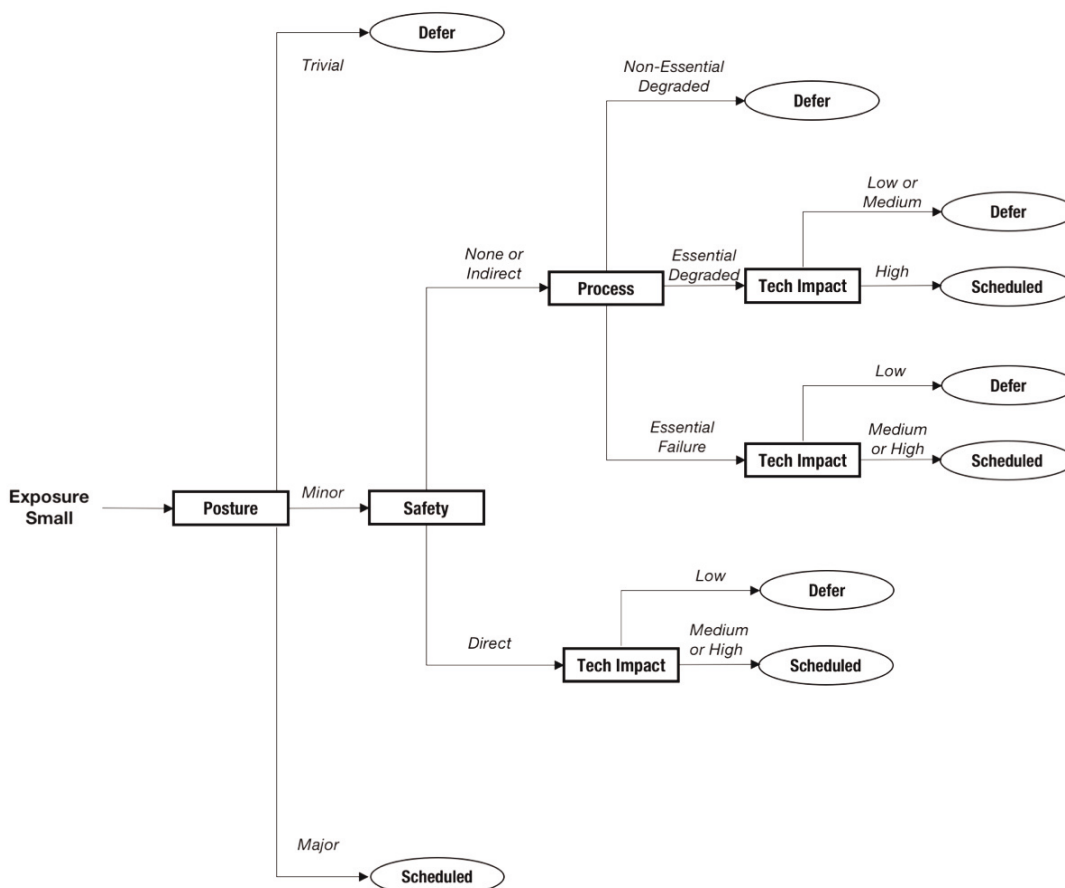 Defer
Trivial
Non-Essential
Degraded
Defer
Low or
Medium
Defer
None or
Indirect
Process
Essential
Degraded
Tech Impact
High
Scheduled
Low
Defer
Essential
Failure
Tech Impact
Medium
or High
Scheduled
Exposure
Small
Posture
Minor
Safety
Low
Defer
Direct
Tech Impact
Medium
or High
Scheduled
Major
Scheduled